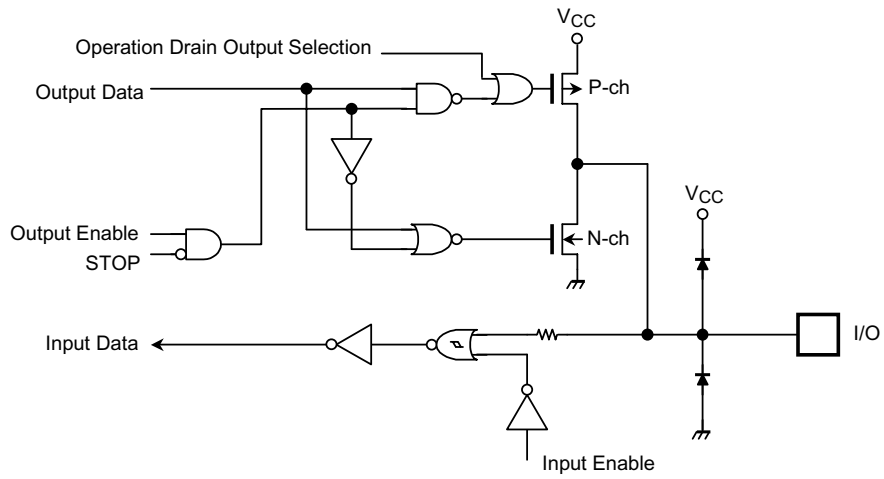 VCC
Operation Drain Output Selection
P-ch
Output Data
VCC
Output Enable
N-ch
STOP
Input Data
I/O
Input Enable